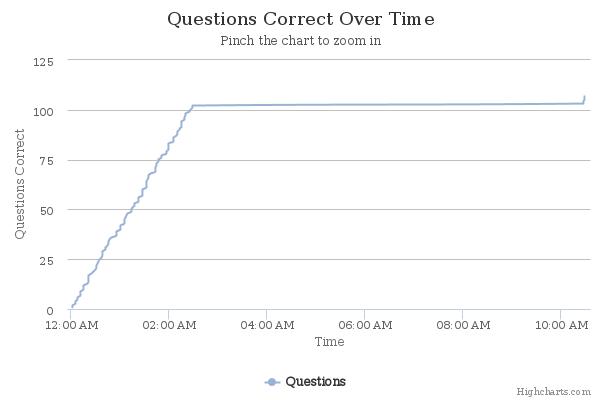 Questions Correct Over Time
Pinch the chart to zoom in
Questions Correct
125
100
75
50
25
0
12:00 AM 02:00 AM 04:00 AM 06:00 AM 08:00 AM 10:00 AM
Time
Questions
Highcharts.com